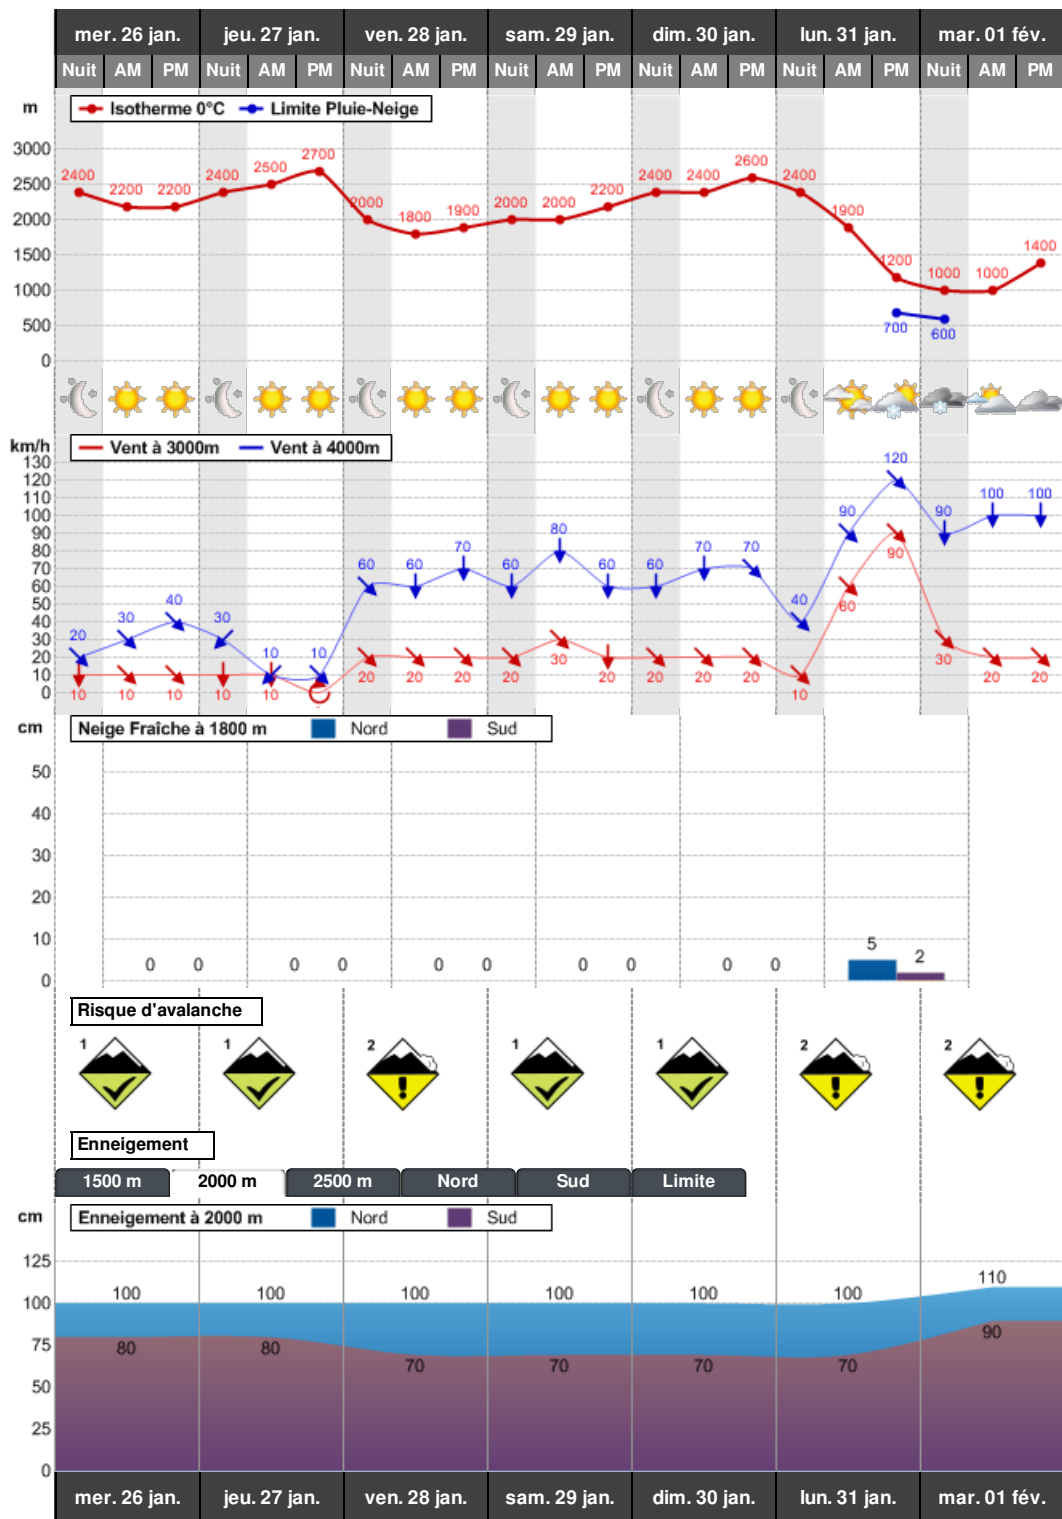 mer. 26 jan. jeu. 27 jan. ven. 28 jan. sam. 29 jan. dim. 30 jan. lun. 31 jan. mar. 01 fév.
Nuit AM PM Nuit AM PM Nuit AM PM Nuit AM PM Nuit AM PM Nuit AM PM Nuit AM PM
m Isotherme 0°C Limite Pluie-Neige
3000
2500
2000
1500
1000
500
0
2400 2200 2200 2400 2500 2700 2000 1800 1900 2000 2000 2200 2400 2400 2600 2400 1900 1200 1000 1000 1400
700 600
km/h Vent à 3000m Vent à 4000m
130
120
110
100
90
80
70
60
50
40
30
20
10
0
20 30 40 30 10 10 60 60 70 60 80 60 60 70 70 40 90 120 90 100 100
10 10 10 10 10 - 20 20 20 20 30 20 20 20 20 10 60 90 30 20 20
cm Neige Fraîche à 1800 m Nord Sud
50
40
30
20
10
0
0 0 0 0 0 0 0 0 0 0 5 2
Risque d'avalanche
1 1 2 1 1 2 2
Enneigement
1500 m 2000 m 2500 m Nord Sud Limite
cm Enneigement à 2000 m Nord Sud
125
100
75
50
25
0
100 100 100 100 100 100 110
80 80 70 70 70 70 90
mer. 26 jan. jeu. 27 jan. ven. 28 jan. sam. 29 jan. dim. 30 jan. lun. 31 jan. mar. 01 fév.